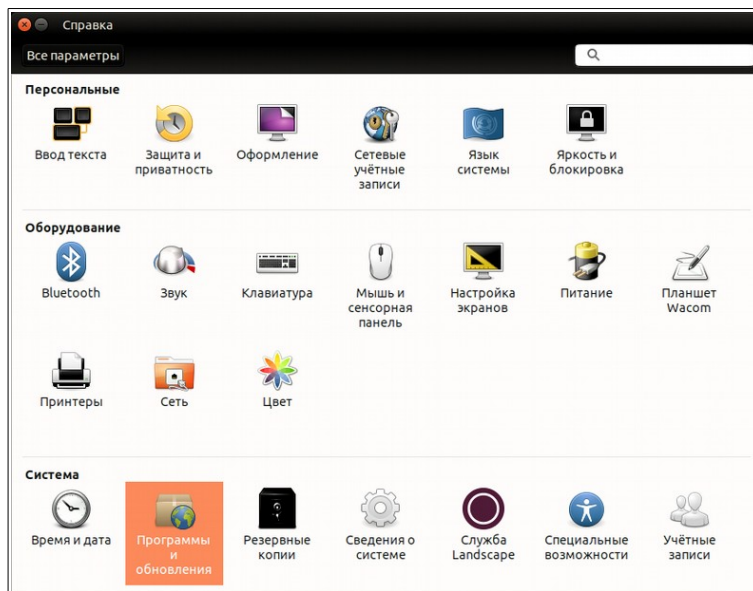 Справка
Все параметры
Персональные
Ввод текста
Защита и
приватность
Оформление
Сетевые
учётные
записи
Язык
системы
Яркость и
блокировка
Оборудование
Bluetooth
Звук
Клавиатура
Мышь и
сенсорная
панель
Настройка
экранов
Питание
Планшет
Wacom
Принтеры
Сеть
Цвет
Система
Время и дата
Программы
и
обновления
Резервные
копии
Сведения о
системе
Служба
Landscape
Специальные
возможности
Учётные
записи